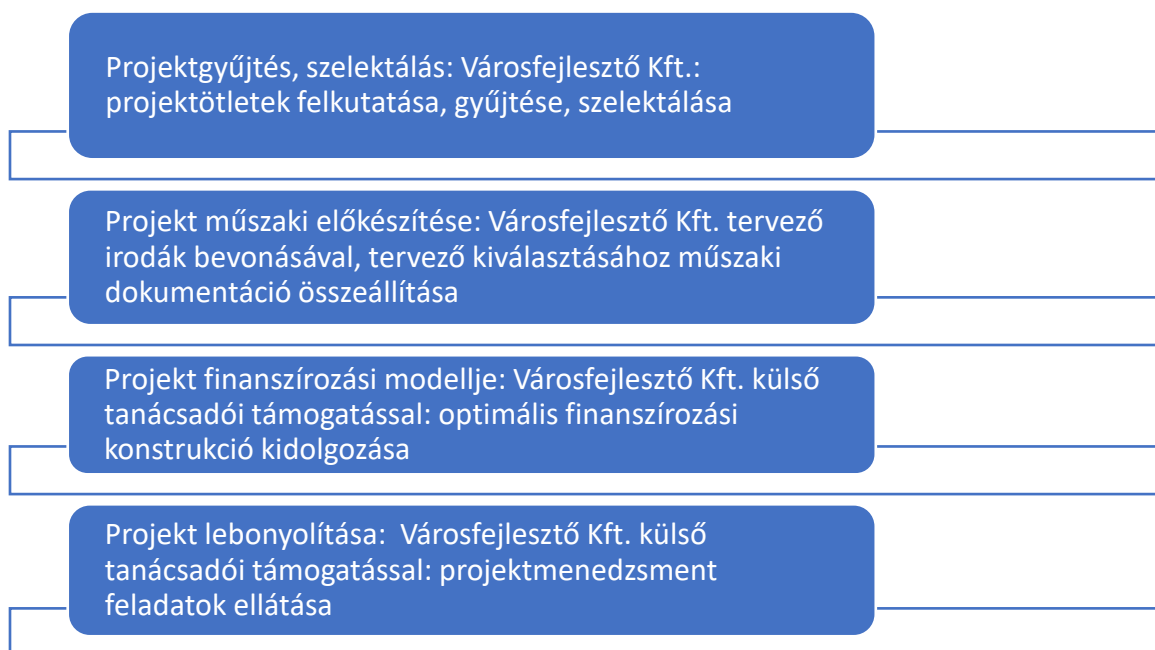 Projektgyűjtés, szelektálás: Városfejlesztő Kft.:
projektötletek felkutatása, gyűjtése, szelektálása
Projekt műszaki előkészítése: Városfejlesztő Kft. tervező
irodák bevonásával, tervező kiválasztásához műszaki
dokumentáció összeállítása
Projekt finanszírozási modellje: Városfejlesztő Kft. külső
tanácsadói támogatással: optimális finanszírozási
konstrukció kidolgozása
Projekt lebonyolítása: Városfejlesztő Kft. külső
tanácsadói támogatással: projektmenedzsment
feladatok ellátása